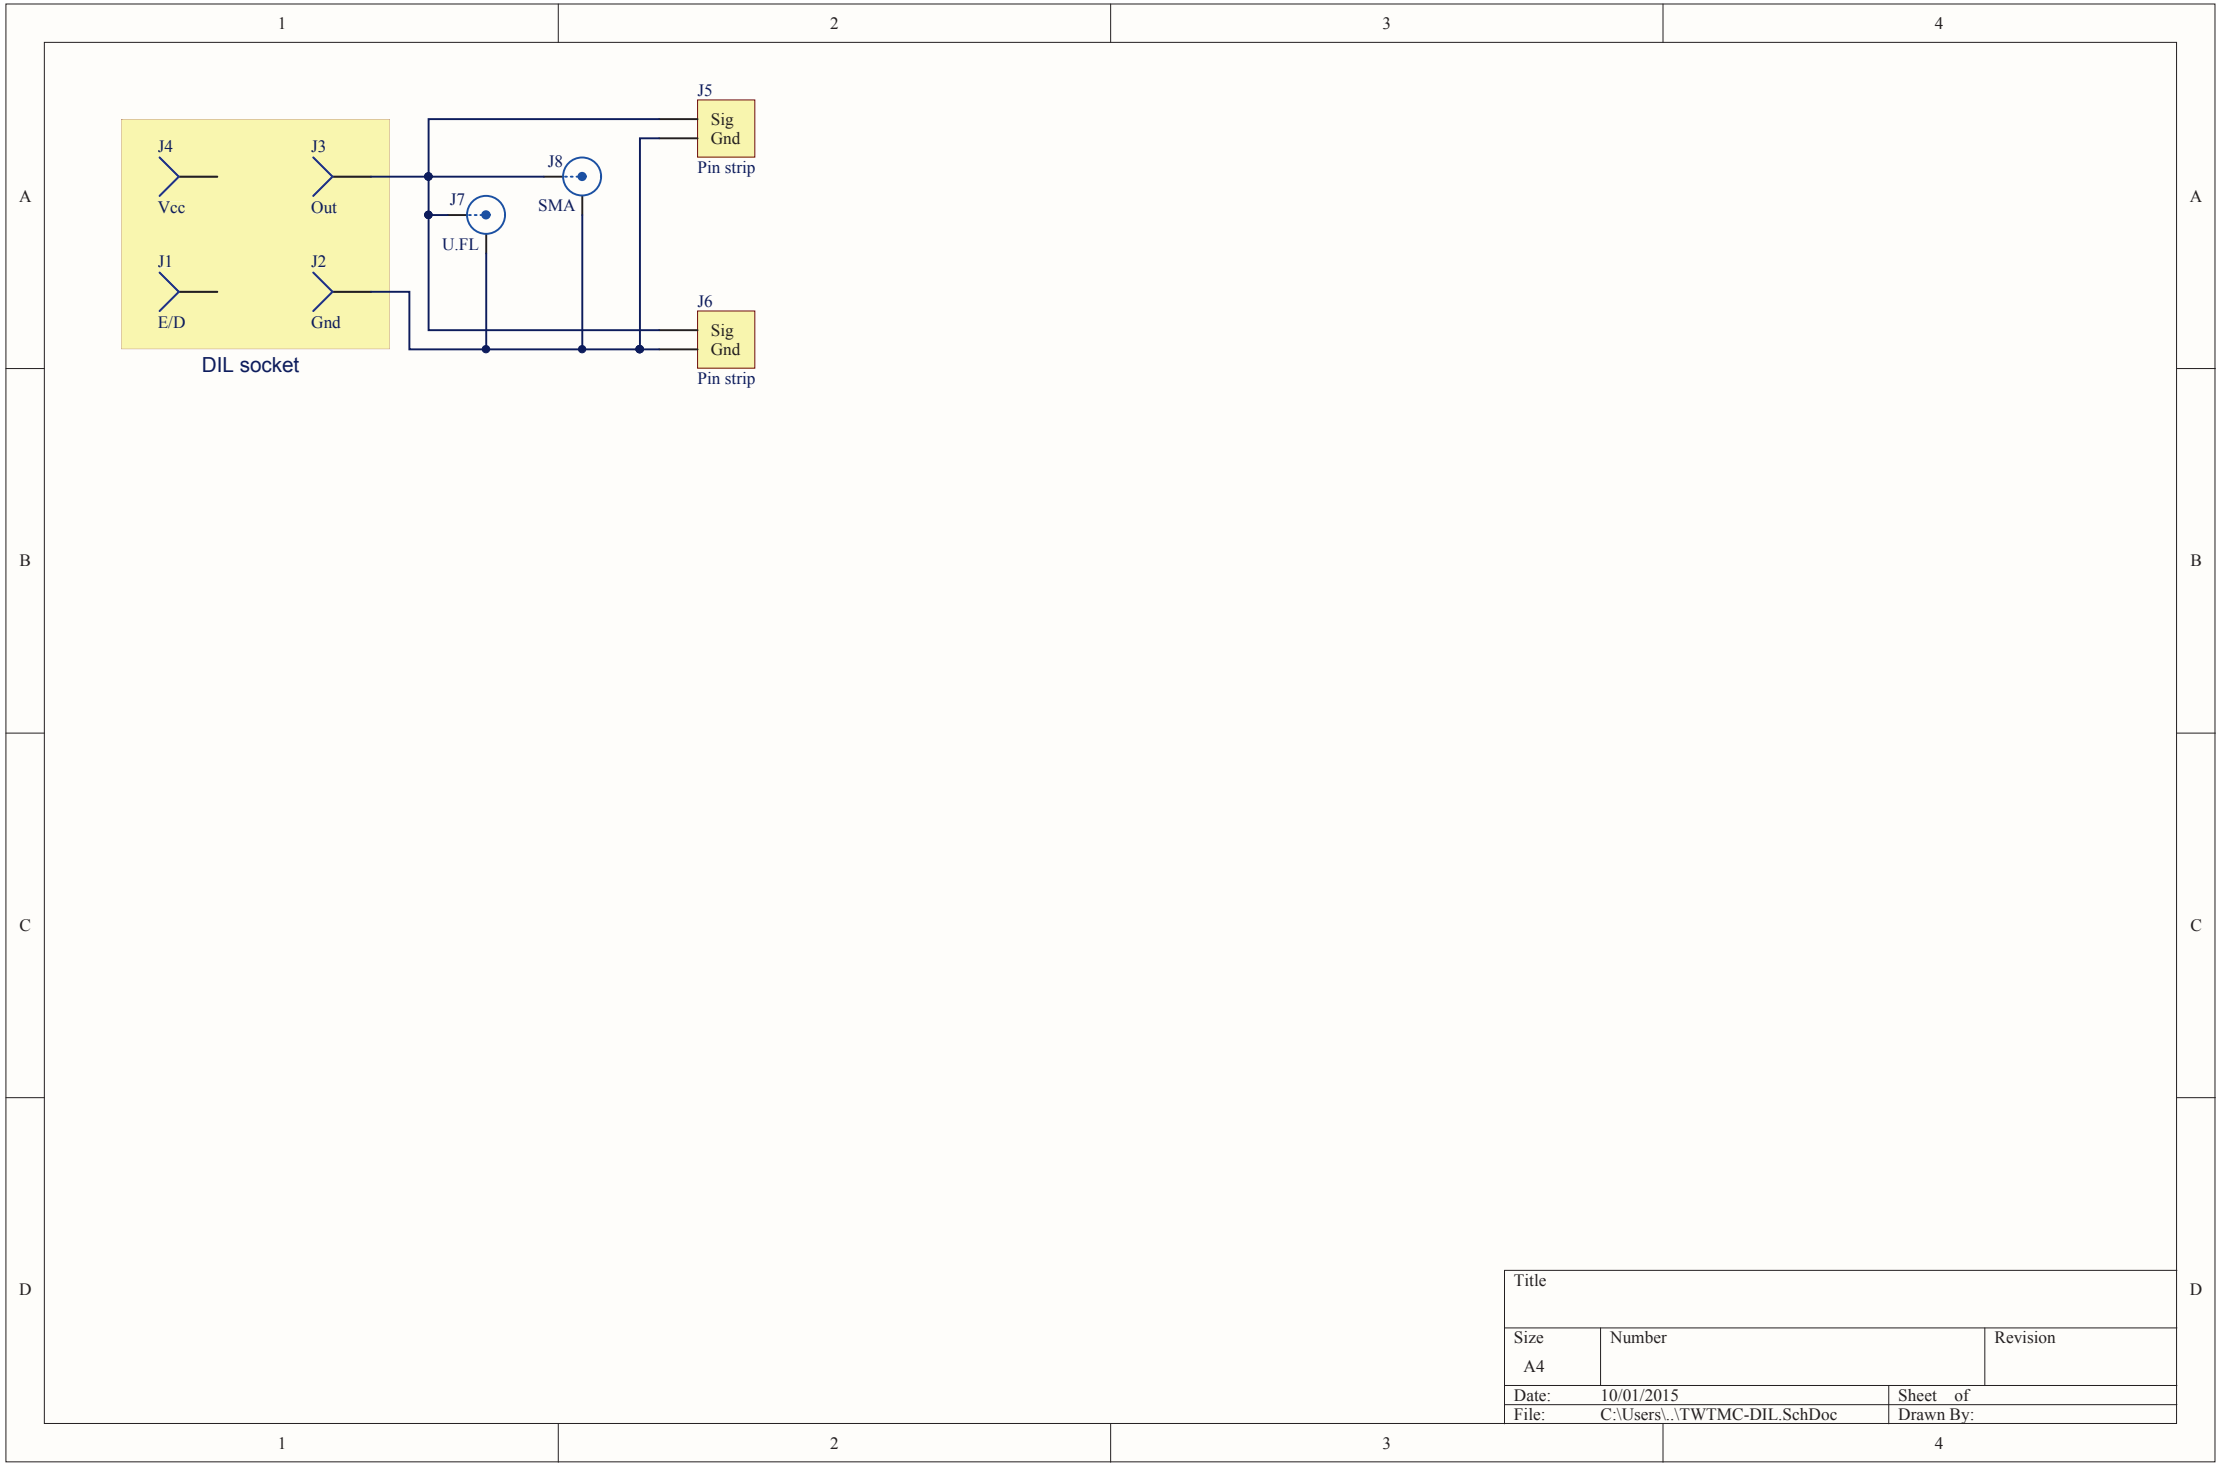 1 2 3 4
J5
Sig
Gnd
Pin strip
J4 J3
Vcc Out
J8
SMA
J7
U.FL
A A
J1 J2
E/D Gnd
DIL socket
J6
Sig
Gnd
Pin strip
B B
C C
D D
Title
Size Number Revision
A4
Date: 10/01/2015 Sheet of
File: C:\Users\..\TWTMC-DIL.SchDoc Drawn By:
1 2 3 4